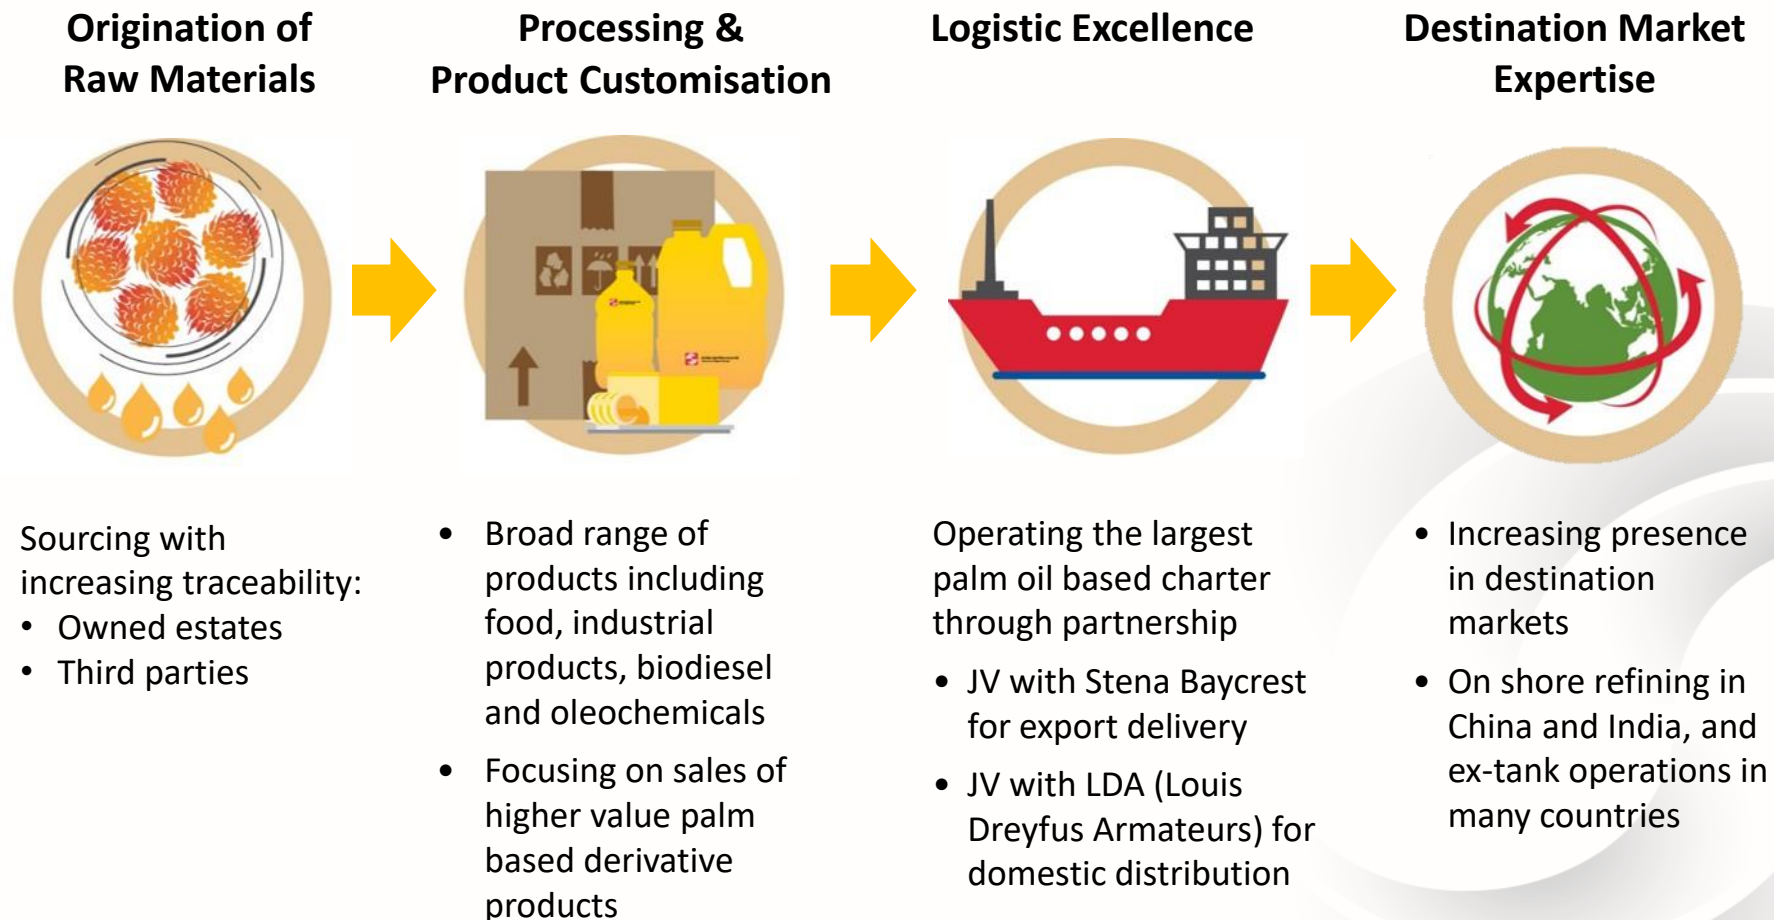 Origination of
Raw Materials
Processing &
Product Customisation
Logistic Excellence
Destination Market
Expertise
Sourcing with
increasing traceability:
• Owned estates
• Third parties
• Broad range of
products including
food, industrial
products, biodiesel
and oleochemicals
• Focusing on sales of
higher value palm
based derivative
products
Operating the largest
palm oil based charter
through partnership
• JV with Stena Baycrest
for export delivery
• JV with LDA (Louis
Dreyfus Armateurs) for
domestic distribution
• Increasing presence
in destination
markets
• On shore refining in
China and India, and
ex-tank operations in
many countries